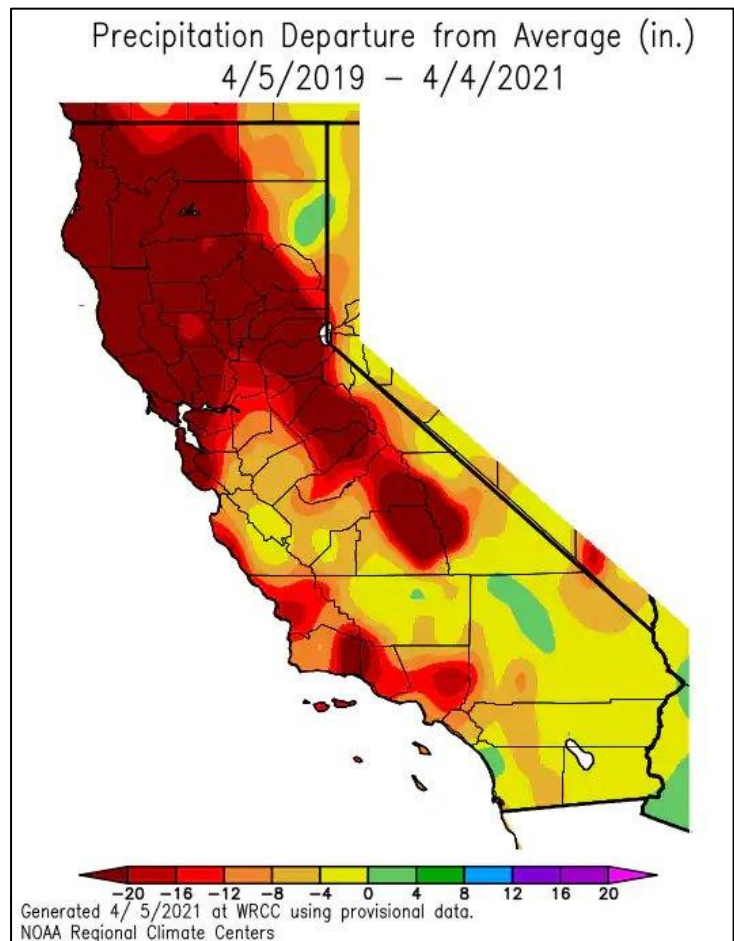 Precipitation Departure from Average (in.)
4/5/2019 – 4/4/2021
-20 -16 -12 -8 -4 0 4 8 12 16 20
Generated 4/ 5/2021 at WRCC using provisional data.
NOAA Regional Climate Centers